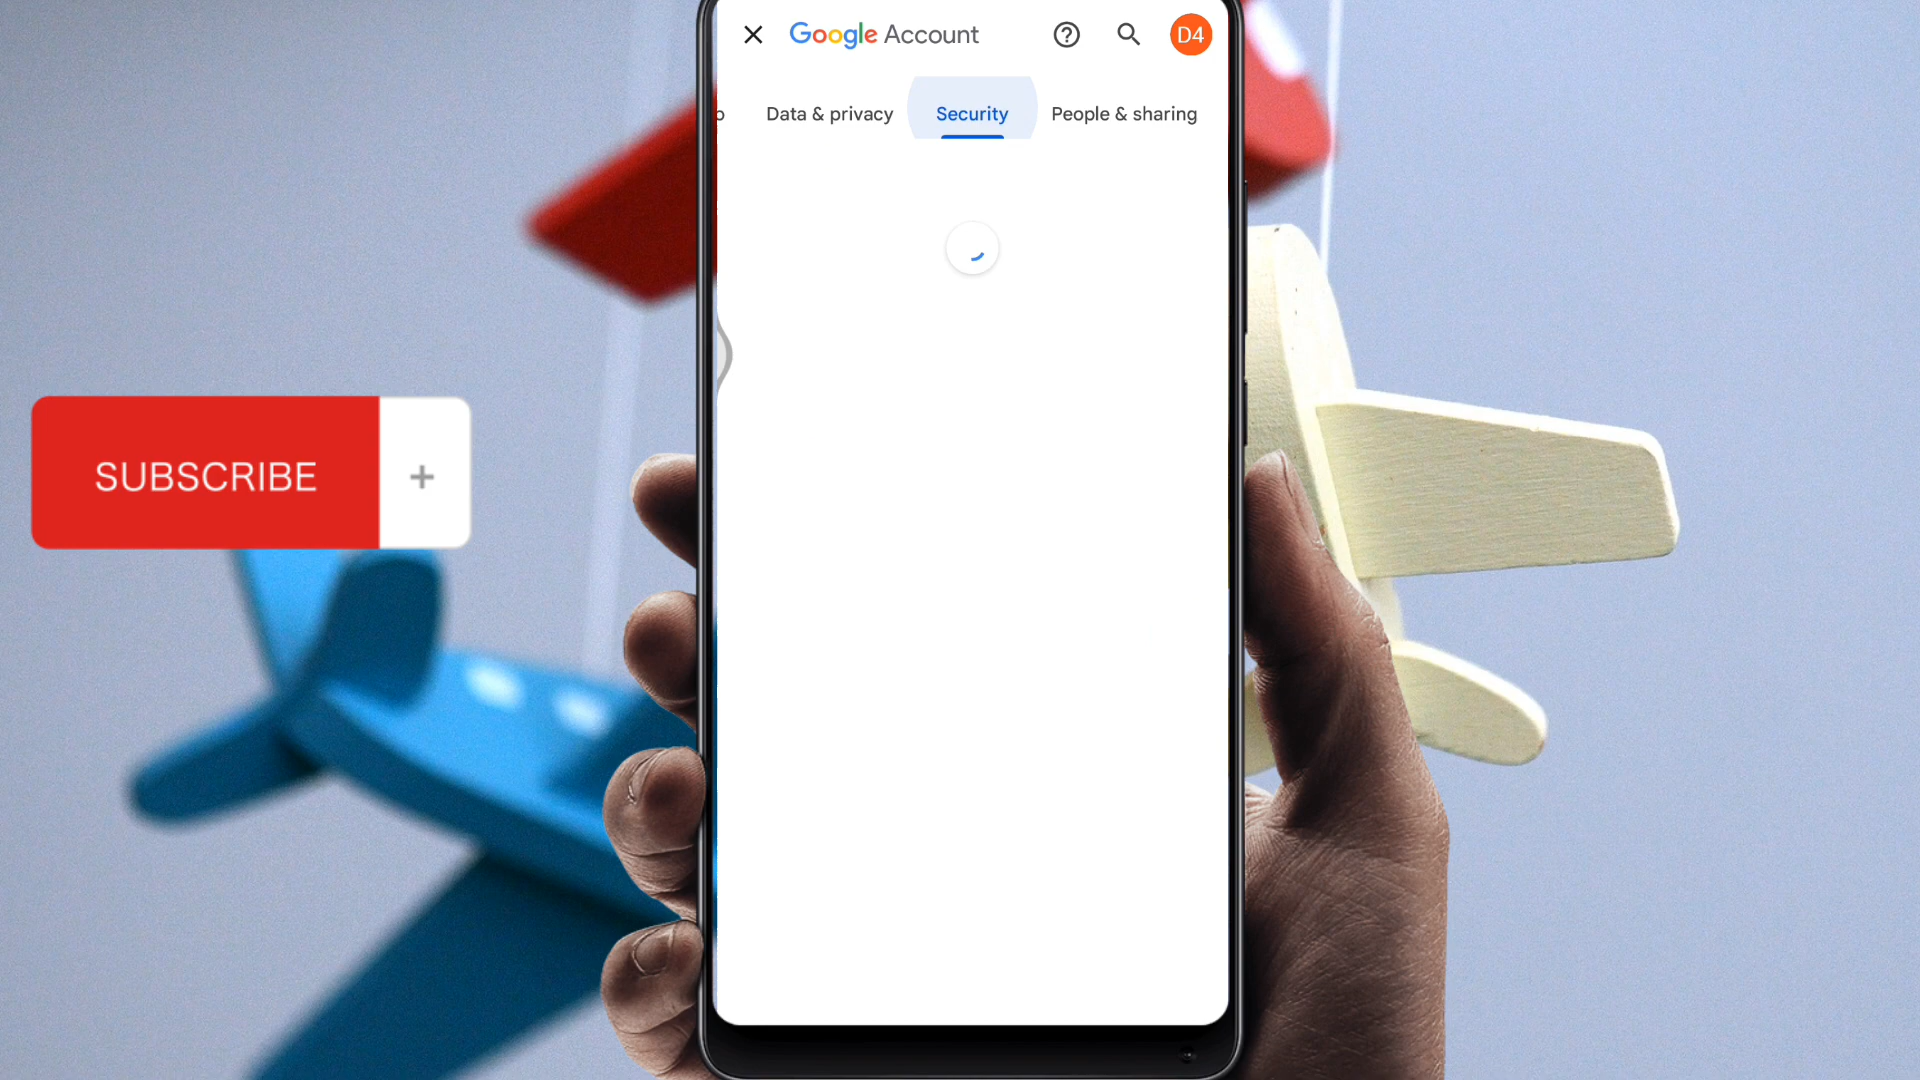 Google Account
D4
o Data & privacy Security People & sharing
SUBSCRIBE +